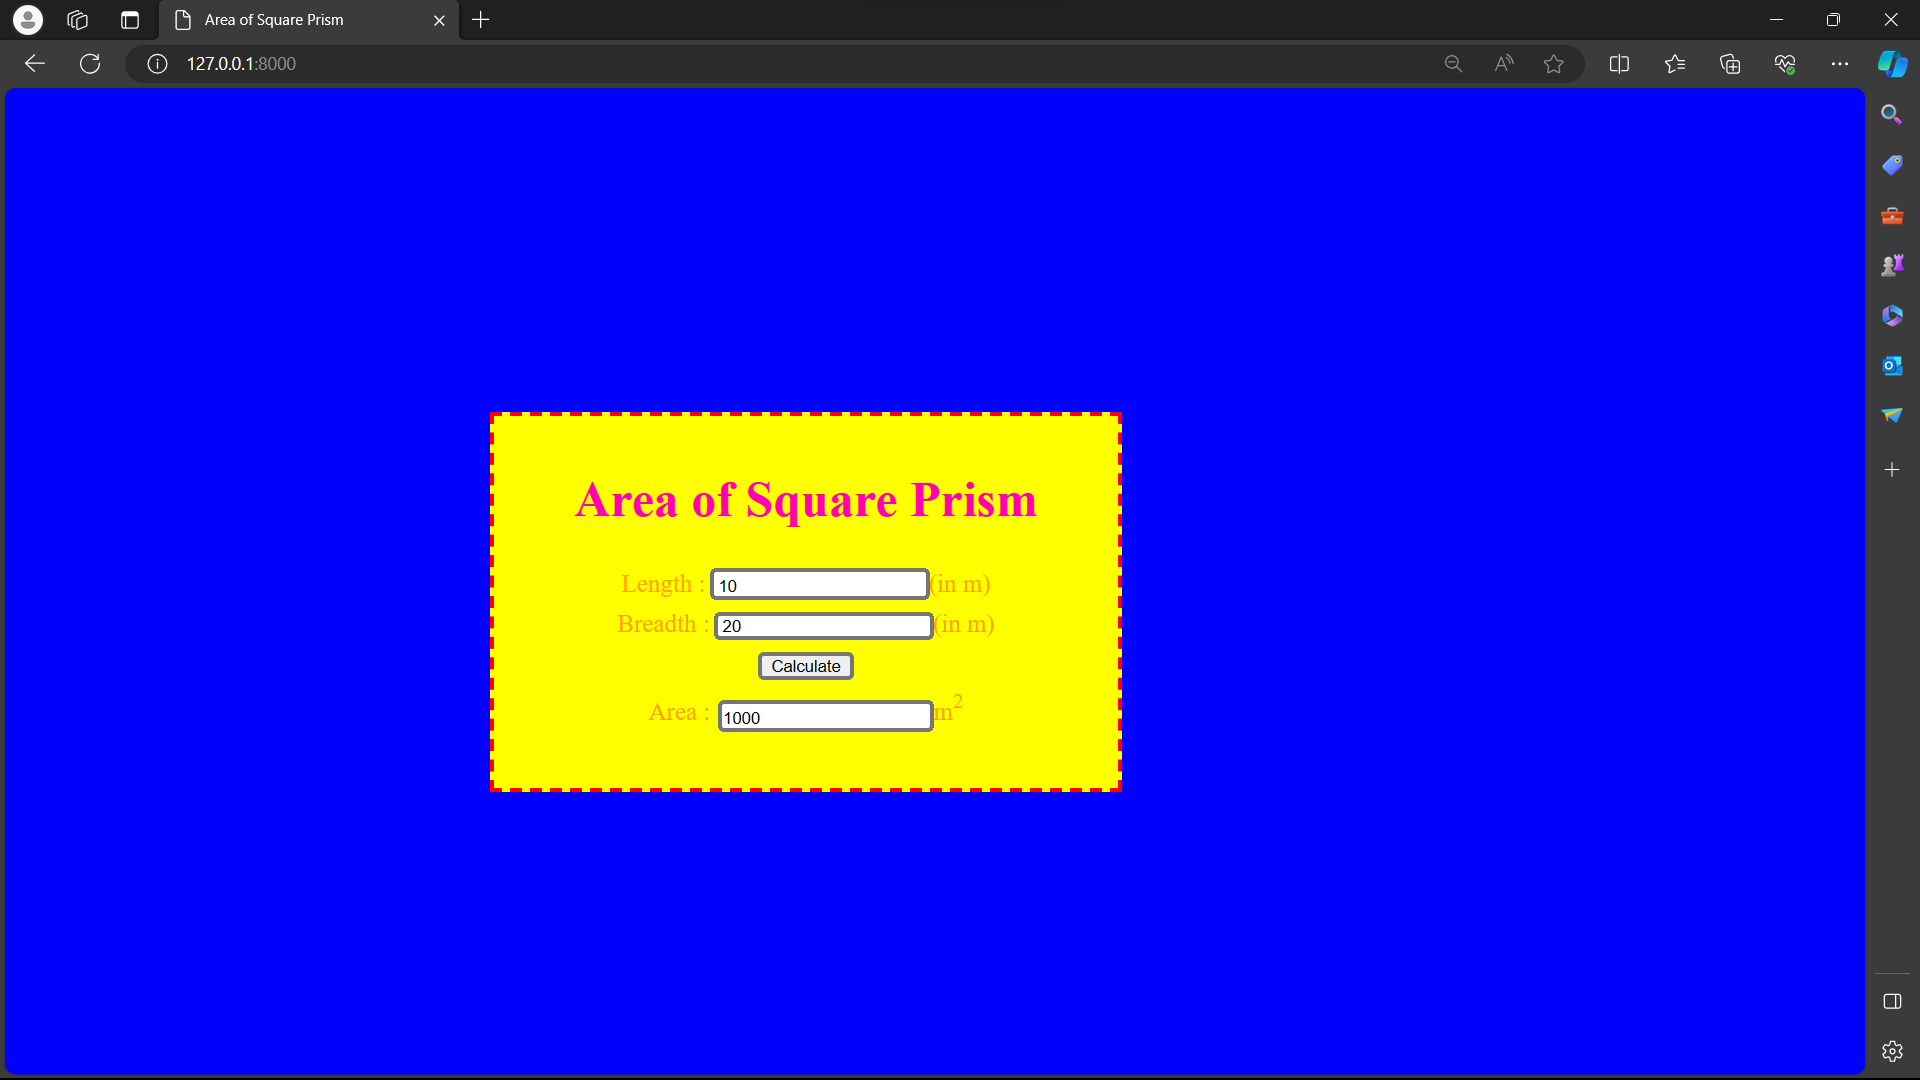 Area of Square Prism
127.0.0.1:8000
Area of Square Prism
Length : 10 (in m)
Breadth : 20 (in m)
Calculate
Area : 1000 m²